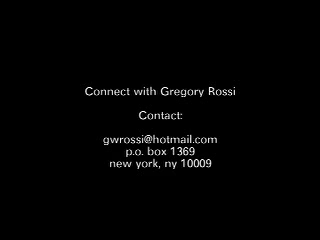 Connect with Gregory Rossi
Contact:
gwrossi@hotmail.com
p.o. box 1369
new york, ny 10009